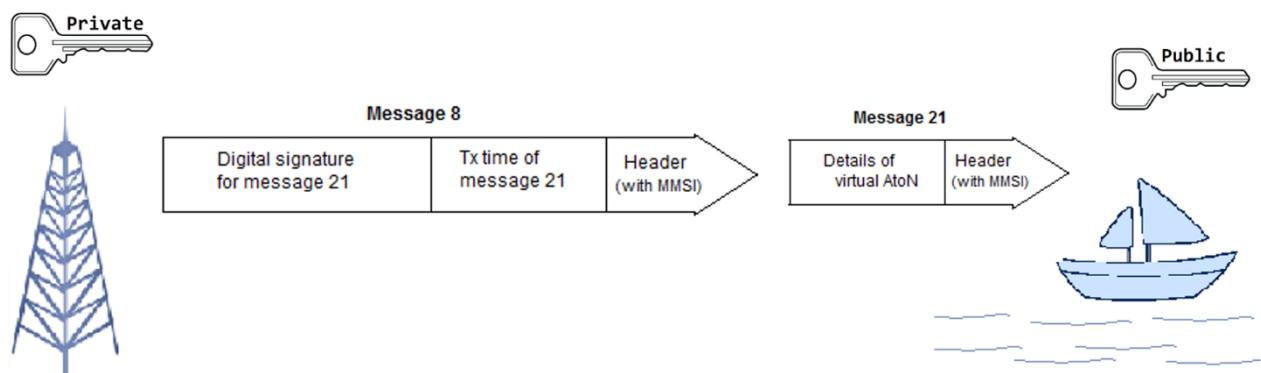 Private
Public
Message 8
Message 21
Digital signature
for message 21
Tx time of
message 21
Header
(with MMSI)
Details of
virtual AtoN
Header
(with MMSI)